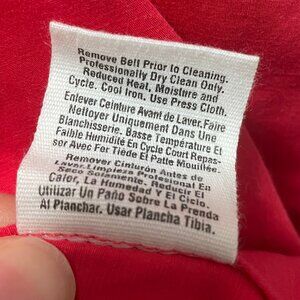 Remove Belt Prior to Cleaning.
Professionally Dry Clean Only.
Reduced Heat, Moisture and
Cycle. Cool Iron. Use Press Cloth.
Enlever Ceinture Avant de Laver, Faire
Nettoyer Uniquement Dans Une
Blanchisserie. Basse Température Et
Faible Humidité En Cycle Court Repas-
sor Avec Fer Tiède Et Patte Mouillée.
Remover Cinturón Antes de
Lavar. Limpieza Profesional En
Seco Solamente. Reducir El
Calor, La Humedad Y El Ciclo.
Utilizar Un Paño Sobre La Prenda
Al Planchar. Usar Plancha Tibia.